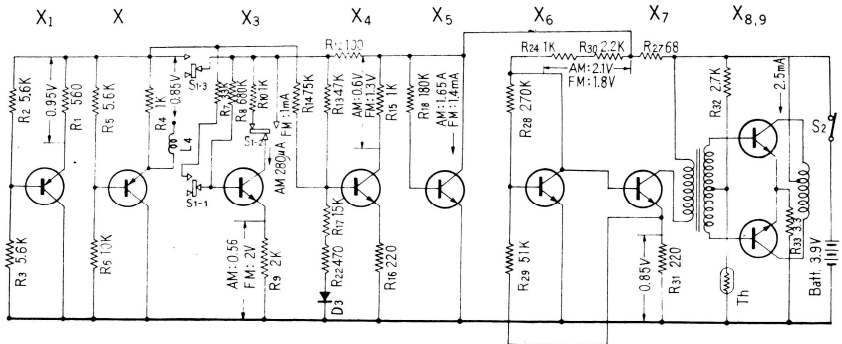 X1 X X3 X4 X5 X6 X7 X8,9
R2 5.6K
0.95V
R1 560
R3 5.6K
R5 5.6K
R4 1K
0.85V
L4
R6 10K
S1-3
S1-1
S1-2
R8 680K
R10 1K
FM:1mA
AM 280μA
AM:0.56
FM:2V
R9 2K
R14 75K
100
R13 47K
AM:0.6V
FM:1.3V
R15 1K
R17 15K
R22 470
D3
R16 220
R18 180K
AM:1.65A
FM:1.4mA
R24 1K
R30 2.2K
AM:2.1V
FM:1.8V
R27 68
R28 270K
R29 51K
0.85V
R31 220
R32 2.7K
2.5mA
R33 3.3
Th
S2
Batt. 3.9V